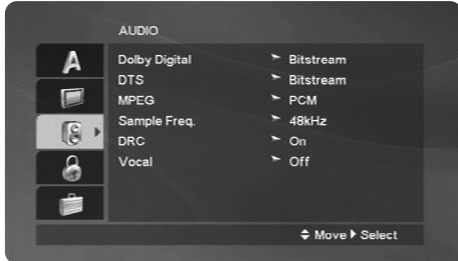 AUDIO
A
Dolby Digital Bitstream
DTS Bitstream
MPEG PCM
Sample Freq. 48kHz
DRC On
Vocal Off
Move Select